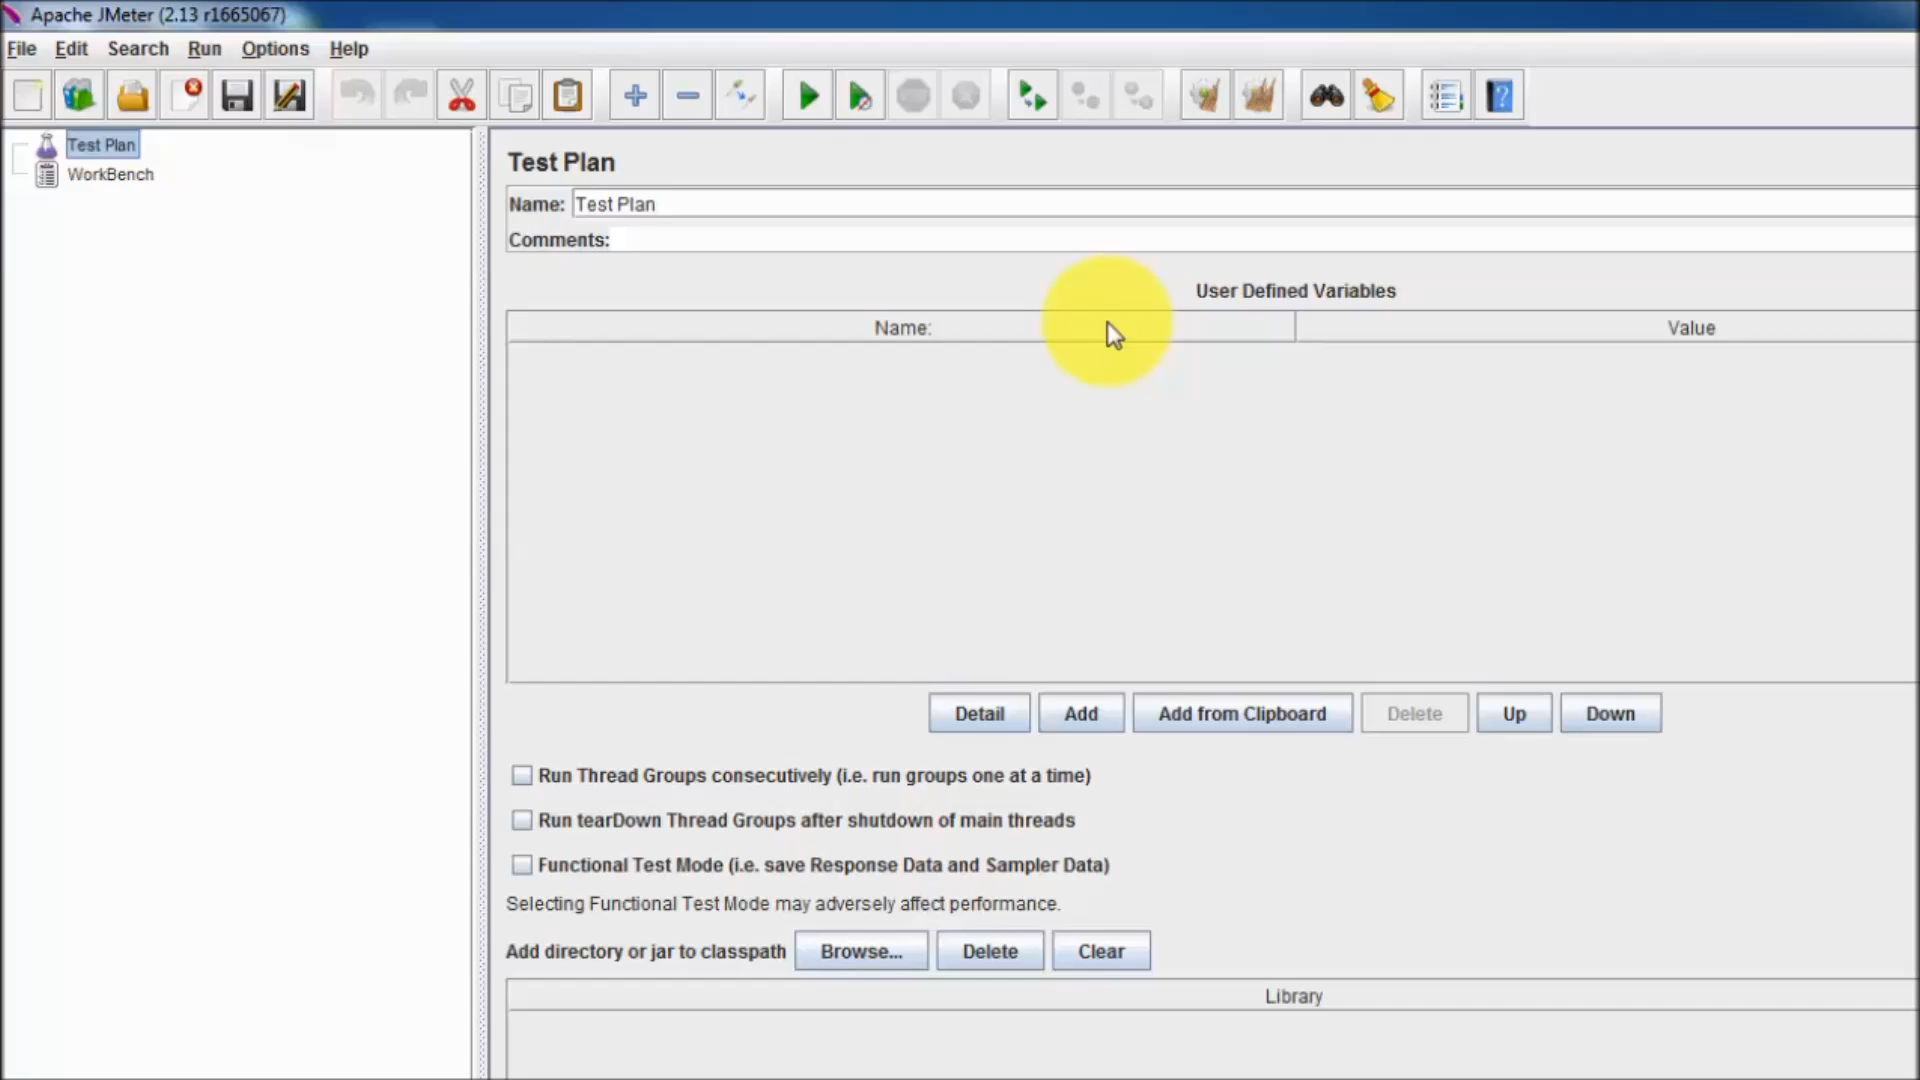 Apache JMeter (2.13 r1665067)
File Edit Search Run Options Help
Test Plan
WorkBench
Test Plan
Name: Test Plan
Comments:
User Defined Variables
Name: Value
Detail Add Add from Clipboard Delete Up Down
Run Thread Groups consecutively (i.e. run groups one at a time)
Run tearDown Thread Groups after shutdown of main threads
Functional Test Mode (i.e. save Response Data and Sampler Data)
Selecting Functional Test Mode may adversely affect performance.
Add directory or jar to classpath Browse... Delete Clear
Library